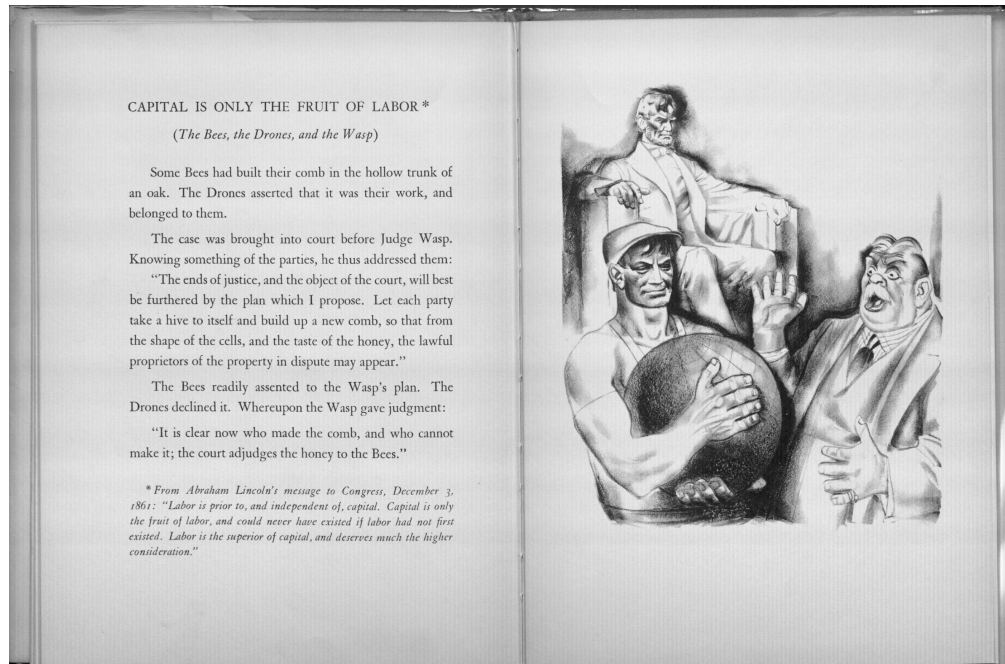 CAPITAL IS ONLY THE FRUIT OF LABOR *
(The Bees, the Drones, and the Wasp)
Some Bees had built their comb in the hollow trunk of
an oak. The Drones asserted that it was their work, and
belonged to them.
The case was brought into court before Judge Wasp.
Knowing something of the parties, he thus addressed them:
“The ends of justice, and the object of the court, will best
be furthered by the plan which I propose. Let each party
take a hive to itself and build up a new comb, so that from
the shape of the cells, and the taste of the honey, the lawful
proprietors of the property in dispute may appear.”
The Bees readily assented to the Wasp’s plan. The
Drones declined it. Whereupon the Wasp gave judgment:
“It is clear now who made the comb, and who cannot
make it; the court adjudges the honey to the Bees.”
* From Abraham Lincoln’s message to Congress, December 3,
1861: “Labor is prior to, and independent of, capital. Capital is only
the fruit of labor, and could never have existed if labor had not first
existed. Labor is the superior of capital, and deserves much the higher
consideration.”